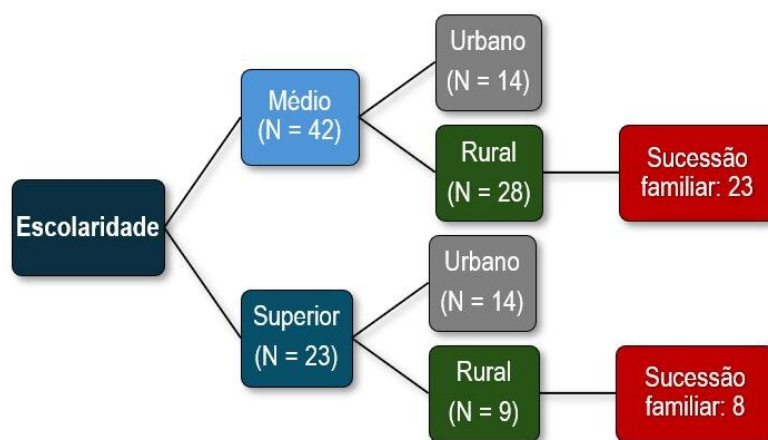 Escolaridade
Médio
(N = 42)
Urbano
(N = 14)
Rural
(N = 28)
Sucessão
familiar: 23
Superior
(N = 23)
Urbano
(N = 14)
Rural
(N = 9)
Sucessão
familiar: 8